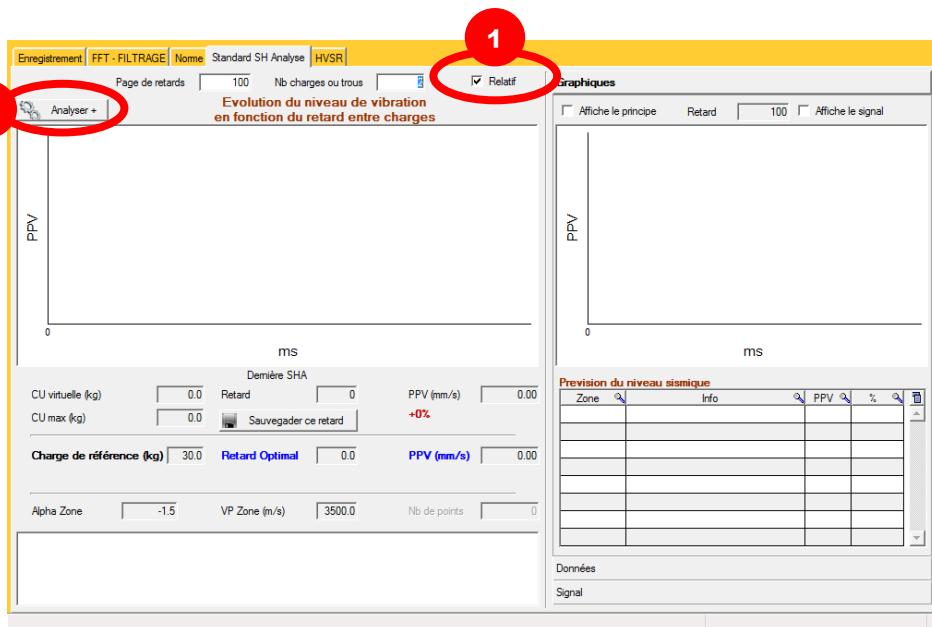 1
Enregistrement FFT - FILTRAGE Norme Standard SH Analyse HVSR
Page de retards 100 Nb charges ou trous 2 Relatif
Analyser +
Evolution du niveau de vibration
en fonction du retard entre charges
PPV
0
ms
Dernière SHA
CU virtuelle (kg) 0.0 Retard 0 PPV (mm/s) 0.00
CU max (kg) 0.0 Sauvegader ce retard +0%
Charge de référence (kg) 30.0 Retard Optimal 0.0 PPV (mm/s) 0.00
Alpha Zone -1.5 VP Zone (m/s) 3500.0 Nb de points 0
Graphiques
Affiche le principe Retard 100 Affiche le signal
PPV
0
ms
Prevision du niveau sismique
Zone Info PPV %
Données
Signal